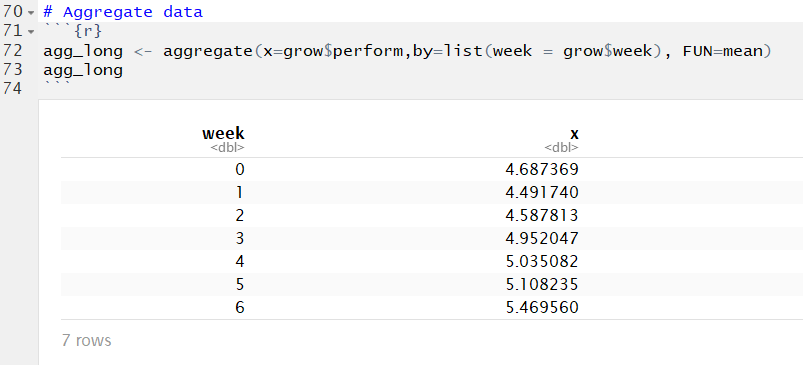 70 # Aggregate data
71 ```{r}
72 agg_long <- aggregate(x=grow$perform,by=list(week = grow$week), FUN=mean)
73 agg_long
74 ```
week x
<dbl> <dbl>
0 4.687369
1 4.491740
2 4.587813
3 4.952047
4 5.035082
5 5.108235
6 5.469560
7 rows